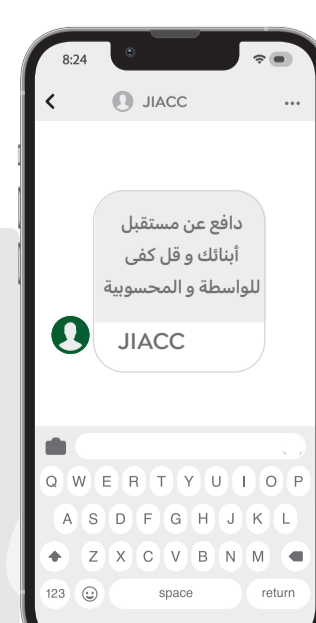 8:24
JIACC
دافع عن مستقبل
أبنائك و قل كفى
للواسطة و المحسوبية
JIACC
Q W E R T Y U I O P
A S D F G H J K L
Z X C V B N M
123 space return